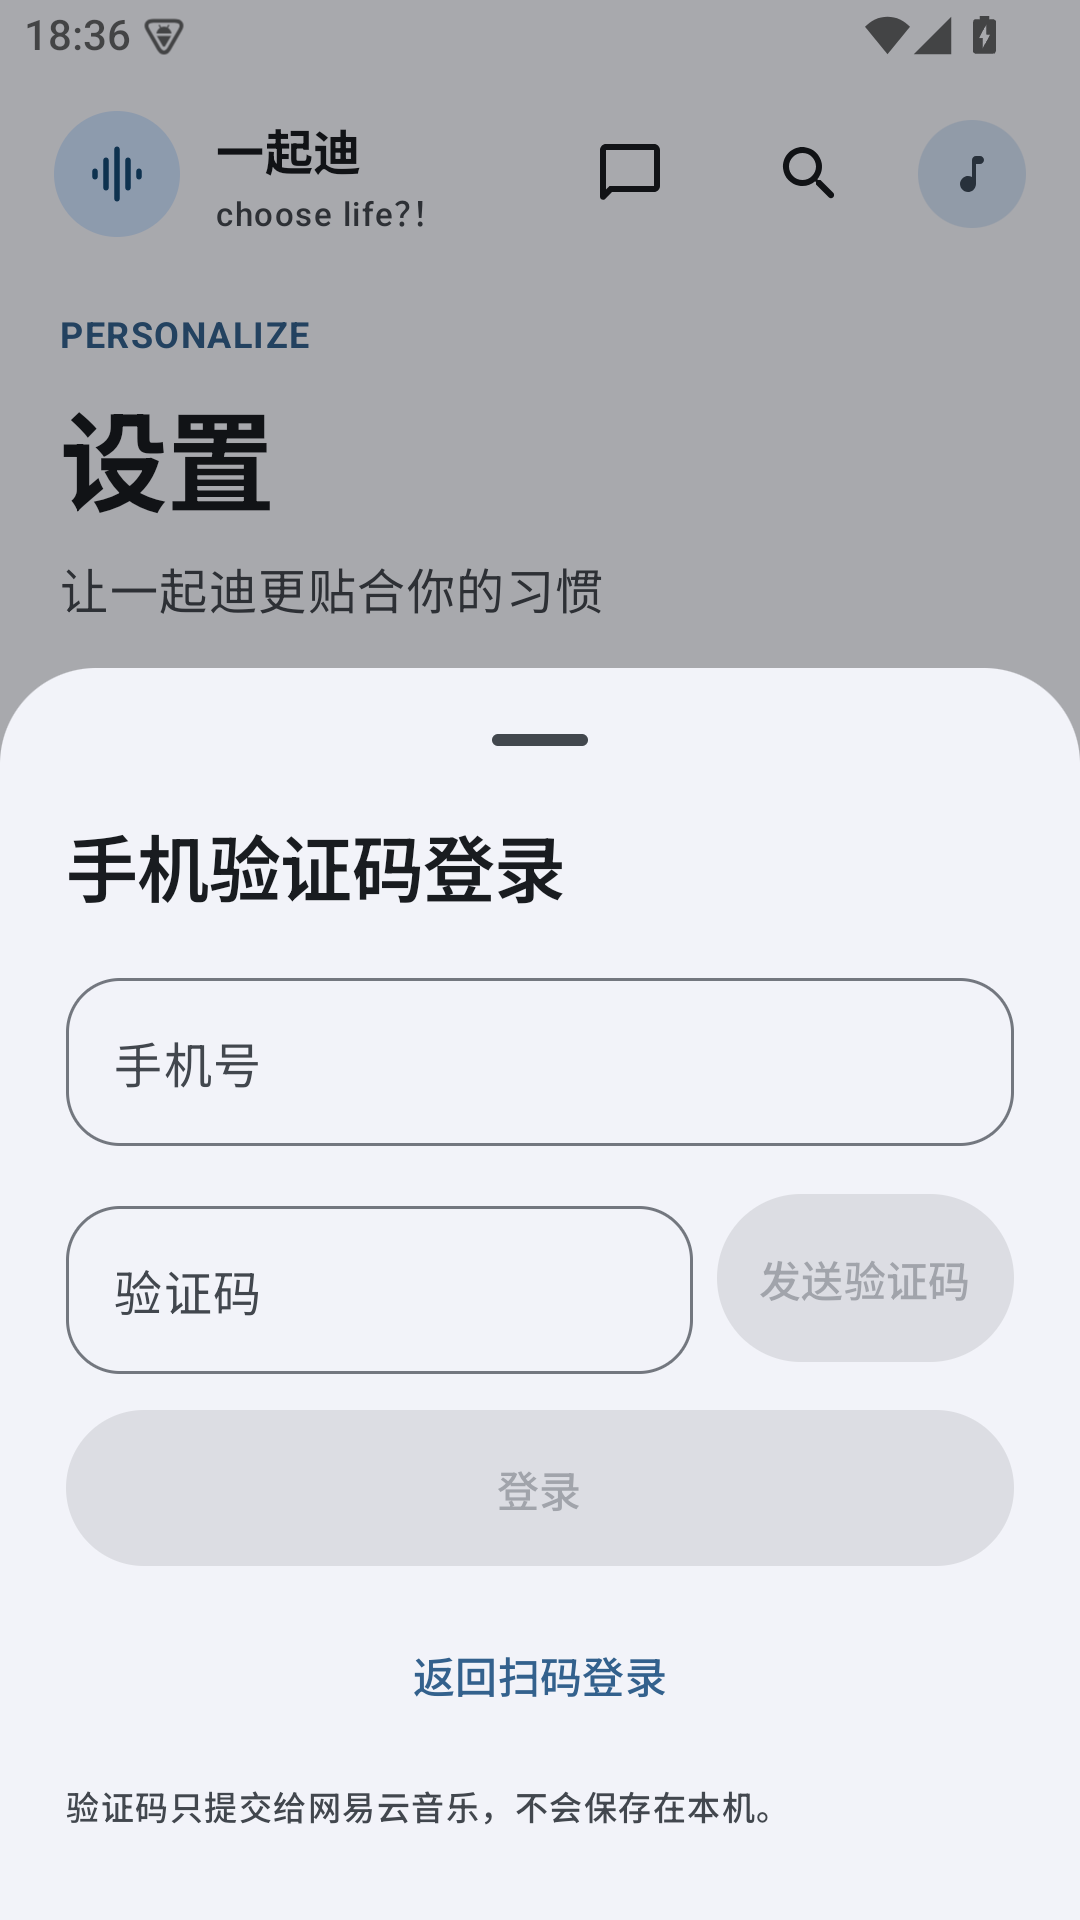 18:36
一起迪
choose life?!
PERSONALIZE
设置
让一起迪更贴合你的习惯
手机验证码登录
手机号
验证码
发送验证码
登录
返回扫码登录
验证码只提交给网易云音乐，不会保存在本机。